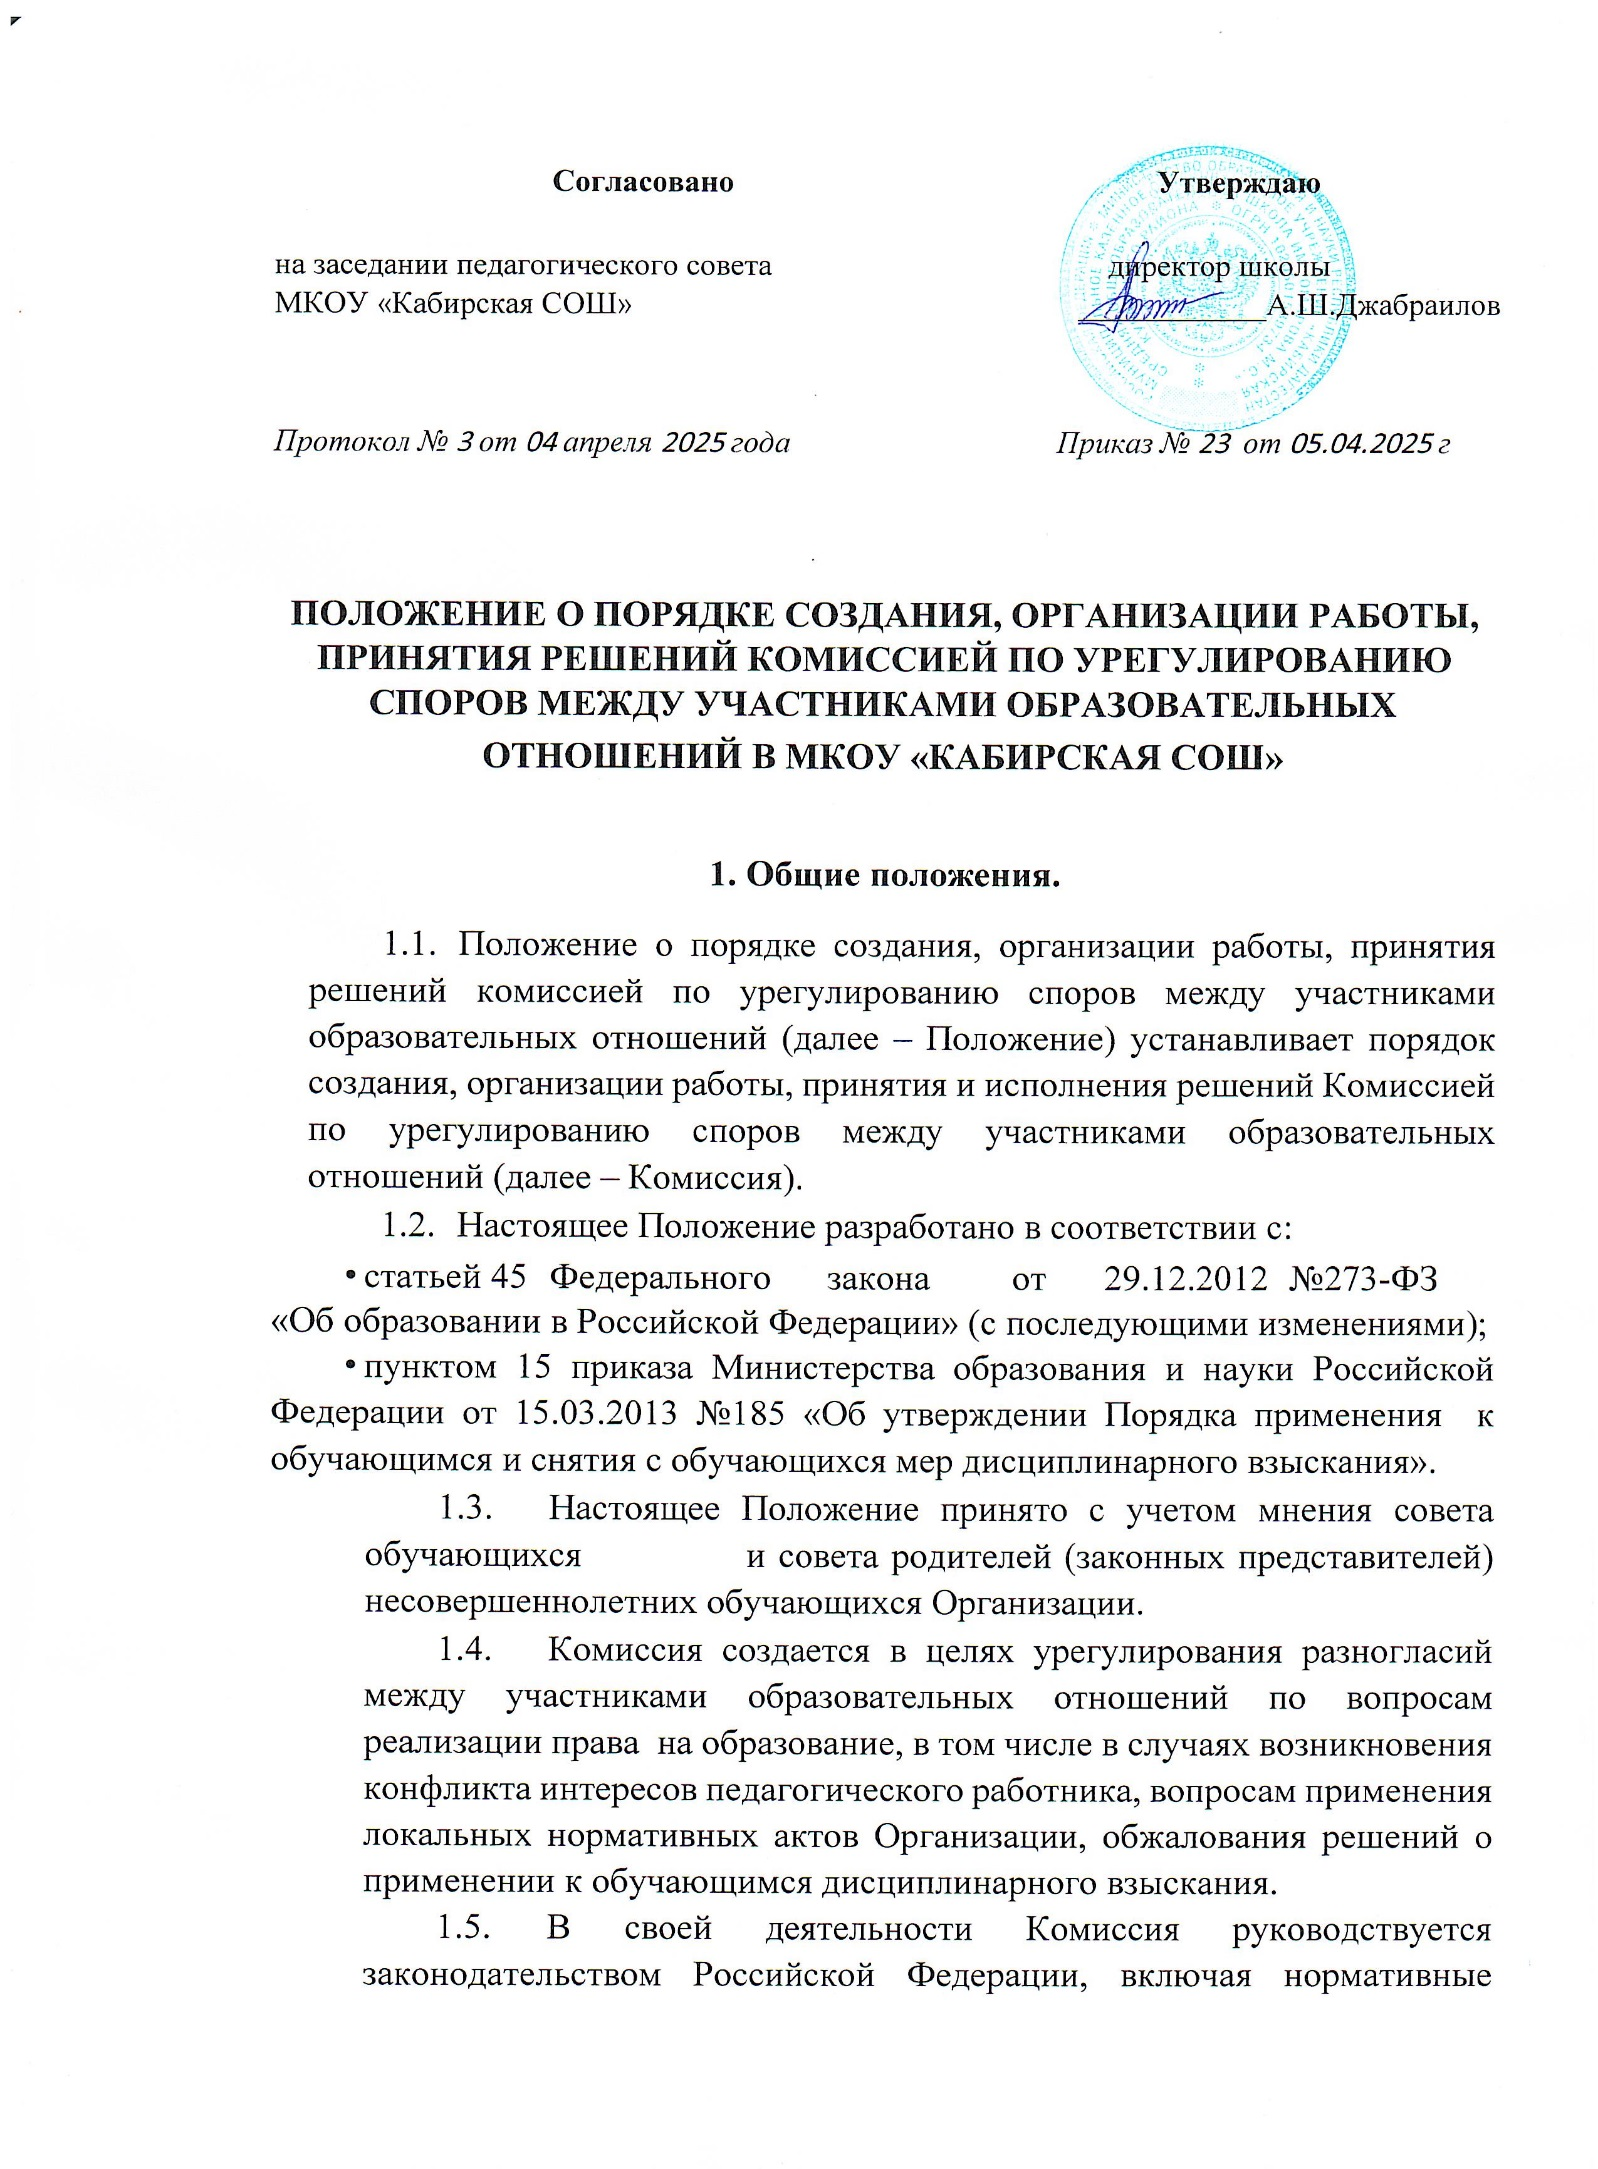 Согласовано
Утверждаю
на заседании педагогического совета
директор школы
МКОУ «Кабирская СОШ»
А.Ш.Джабраилов
Протокол № 3 от 04 апреля 2025 года
Приказ № 23 от 05.04.2025 г
ПОЛОЖЕНИЕ О ПОРЯДКЕ СОЗДАНИЯ, ОРГАНИЗАЦИИ РАБОТЫ,
ПРИНЯТИЯ РЕШЕНИЙ КОМИССИЕЙ ПО УРЕГУЛИРОВАНИЮ
СПОРОВ МЕЖДУ УЧАСТНИКАМИ ОБРАЗОВАТЕЛЬНЫХ
ОТНОШЕНИЙ В МКОУ «КАБИРСКАЯ СОШ»
1. Общие положения.
1.1. Положение о порядке создания, организации работы, принятия
решений комиссией по урегулированию споров между участниками
образовательных отношений (далее – Положение) устанавливает порядок
создания, организации работы, принятия и исполнения решений Комиссией
по урегулированию споров между участниками образовательных
отношений (далее – Комиссия).
1.2. Настоящее Положение разработано в соответствии с:
• статьей 45 Федерального закона от 29.12.2012 №273-ФЗ
«Об образовании в Российской Федерации» (с последующими изменениями);
• пунктом 15 приказа Министерства образования и науки Российской
Федерации от 15.03.2013 №185 «Об утверждении Порядка применения к
обучающимся и снятия с обучающихся мер дисциплинарного взыскания».
1.3. Настоящее Положение принято с учетом мнения совета
обучающихся и совета родителей (законных представителей)
несовершеннолетних обучающихся Организации.
1.4. Комиссия создается в целях урегулирования разногласий
между участниками образовательных отношений по вопросам
реализации права на образование, в том числе в случаях возникновения
конфликта интересов педагогического работника, вопросам применения
локальных нормативных актов Организации, обжалования решений о
применении к обучающимся дисциплинарного взыскания.
1.5. В своей деятельности Комиссия руководствуется
законодательством Российской Федерации, включая нормативные